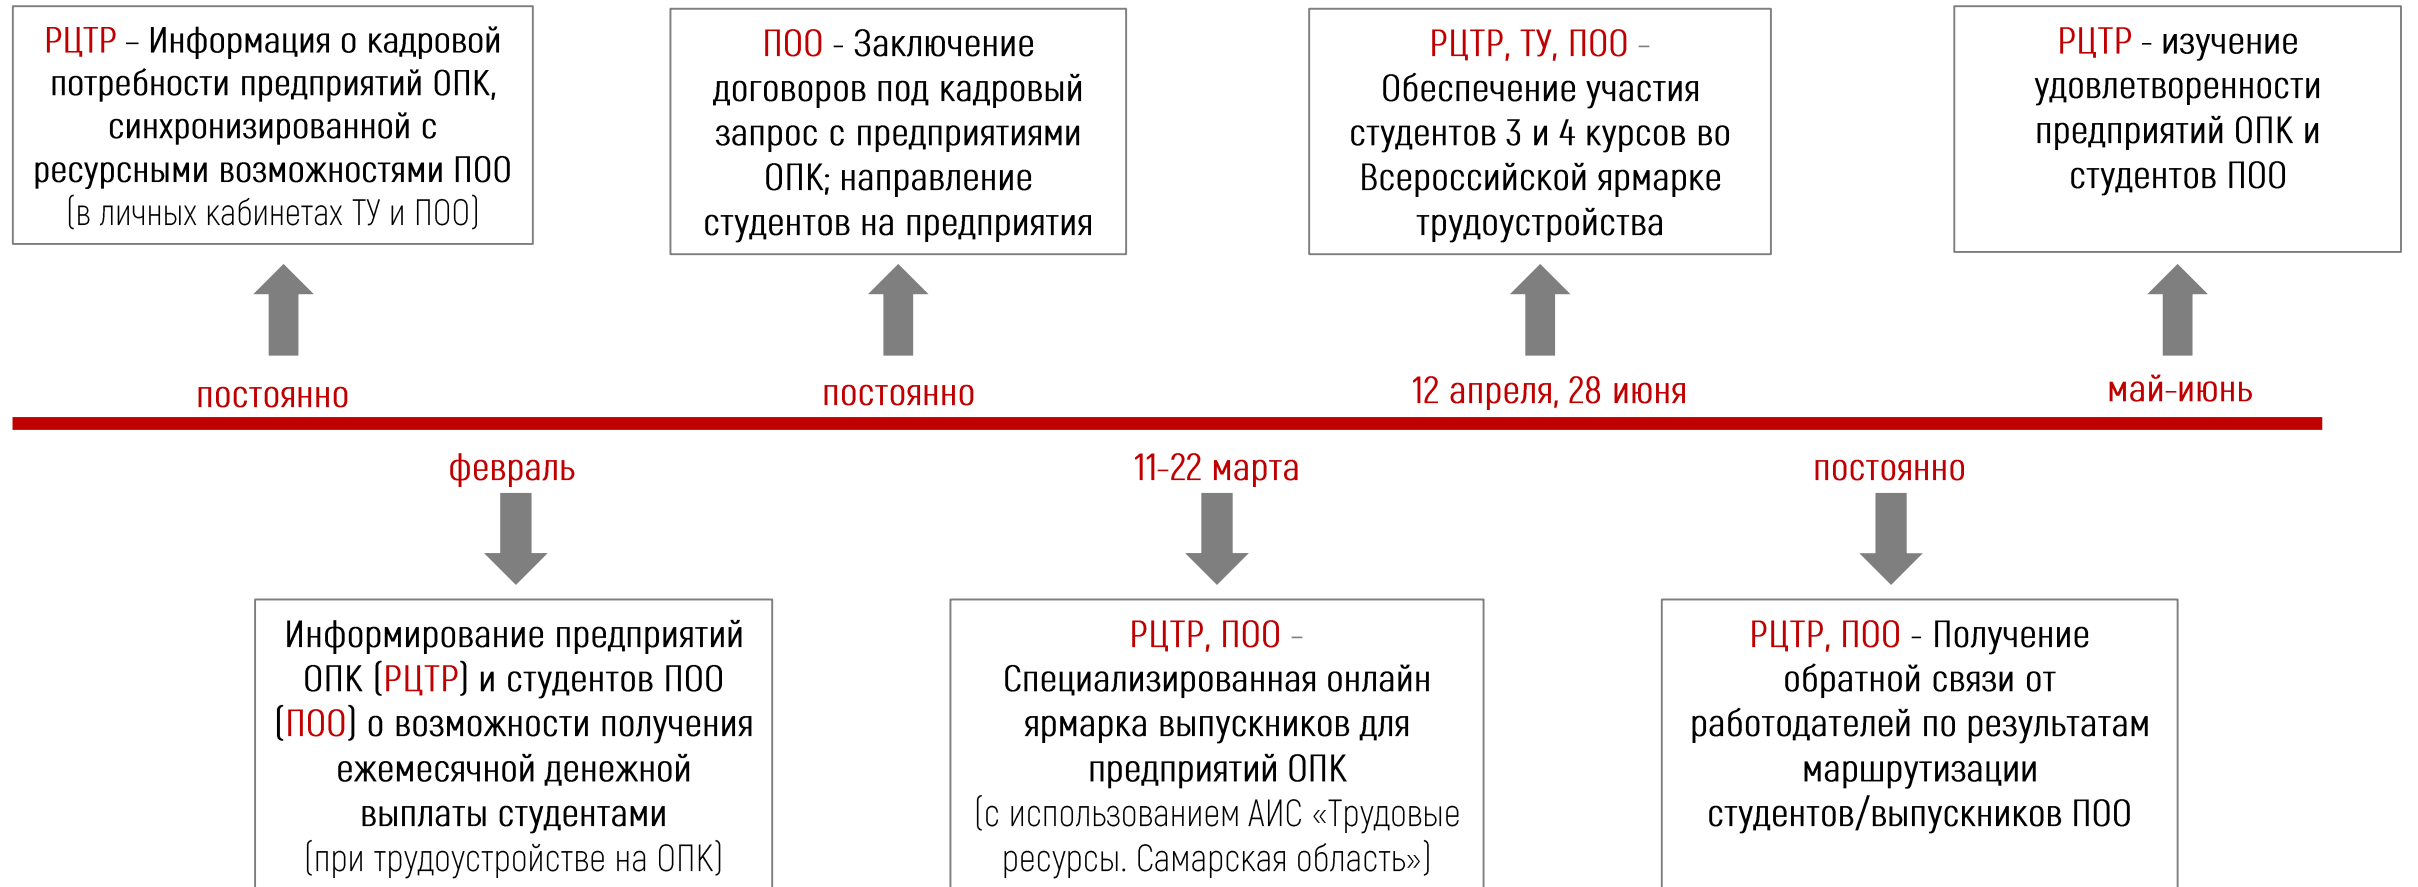 РЦТР – Информация о кадровой
потребности предприятий ОПК,
синхронизированной с
ресурсными возможностями ПОО
(в личных кабинетах ТУ и ПОО)
ПОО - Заключение
договоров под кадровый
запрос с предприятиями
ОПК; направление
студентов на предприятия
РЦТР, ТУ, ПОО –
Обеспечение участия
студентов 3 и 4 курсов во
Всероссийской ярмарке
трудоустройства
РЦТР - изучение
удовлетворенности
предприятий ОПК и
студентов ПОО
постоянно
постоянно
12 апреля, 28 июня
май-июнь
февраль
11-22 марта
постоянно
Информирование предприятий
ОПК (РЦТР) и студентов ПОО
(ПОО) о возможности получения
ежемесячной денежной
выплаты студентами
(при трудоустройстве на ОПК)
РЦТР, ПОО –
Специализированная онлайн
ярмарка выпускников для
предприятий ОПК
(с использованием АИС «Трудовые
ресурсы. Самарская область»)
РЦТР, ПОО - Получение
обратной связи от
работодателей по результатам
маршрутизации
студентов/выпускников ПОО